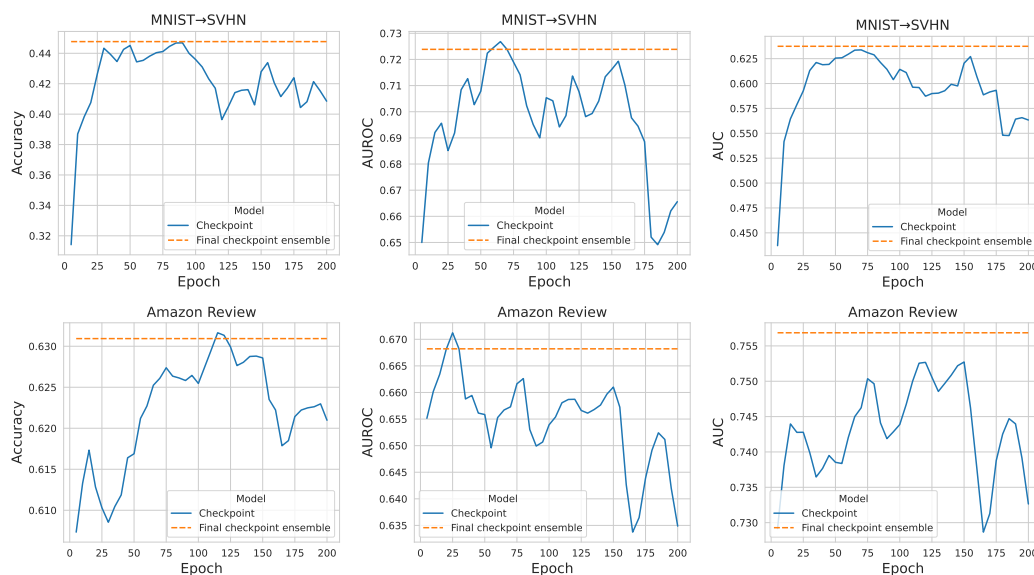 MNIST→SVHN
Accuracy
0.44
0.42
0.40
0.38
0.36
0.34
0.32
Model
Checkpoint
Final checkpoint ensemble
0 25 50 75 100 125 150 175 200
Epoch
MNIST→SVHN
AUROC
0.73
0.72
0.71
0.70
0.69
0.68
0.67
0.66
0.65
Model
Checkpoint
Final checkpoint ensemble
0 25 50 75 100 125 150 175 200
Epoch
MNIST→SVHN
AUC
0.625
0.600
0.575
0.550
0.525
0.500
0.475
0.450
Model
Checkpoint
Final checkpoint ensemble
0 25 50 75 100 125 150 175 200
Epoch
Amazon Review
Accuracy
0.630
0.625
0.620
0.615
0.610
Model
Checkpoint
Final checkpoint ensemble
0 25 50 75 100 125 150 175 200
Epoch
Amazon Review
AUROC
0.670
0.665
0.660
0.655
0.650
0.645
0.640
0.635
Model
Checkpoint
Final checkpoint ensemble
0 25 50 75 100 125 150 175 200
Epoch
Amazon Review
AUC
0.755
0.750
0.745
0.740
0.735
0.730
Model
Checkpoint
Final checkpoint ensemble
0 25 50 75 100 125 150 175 200
Epoch